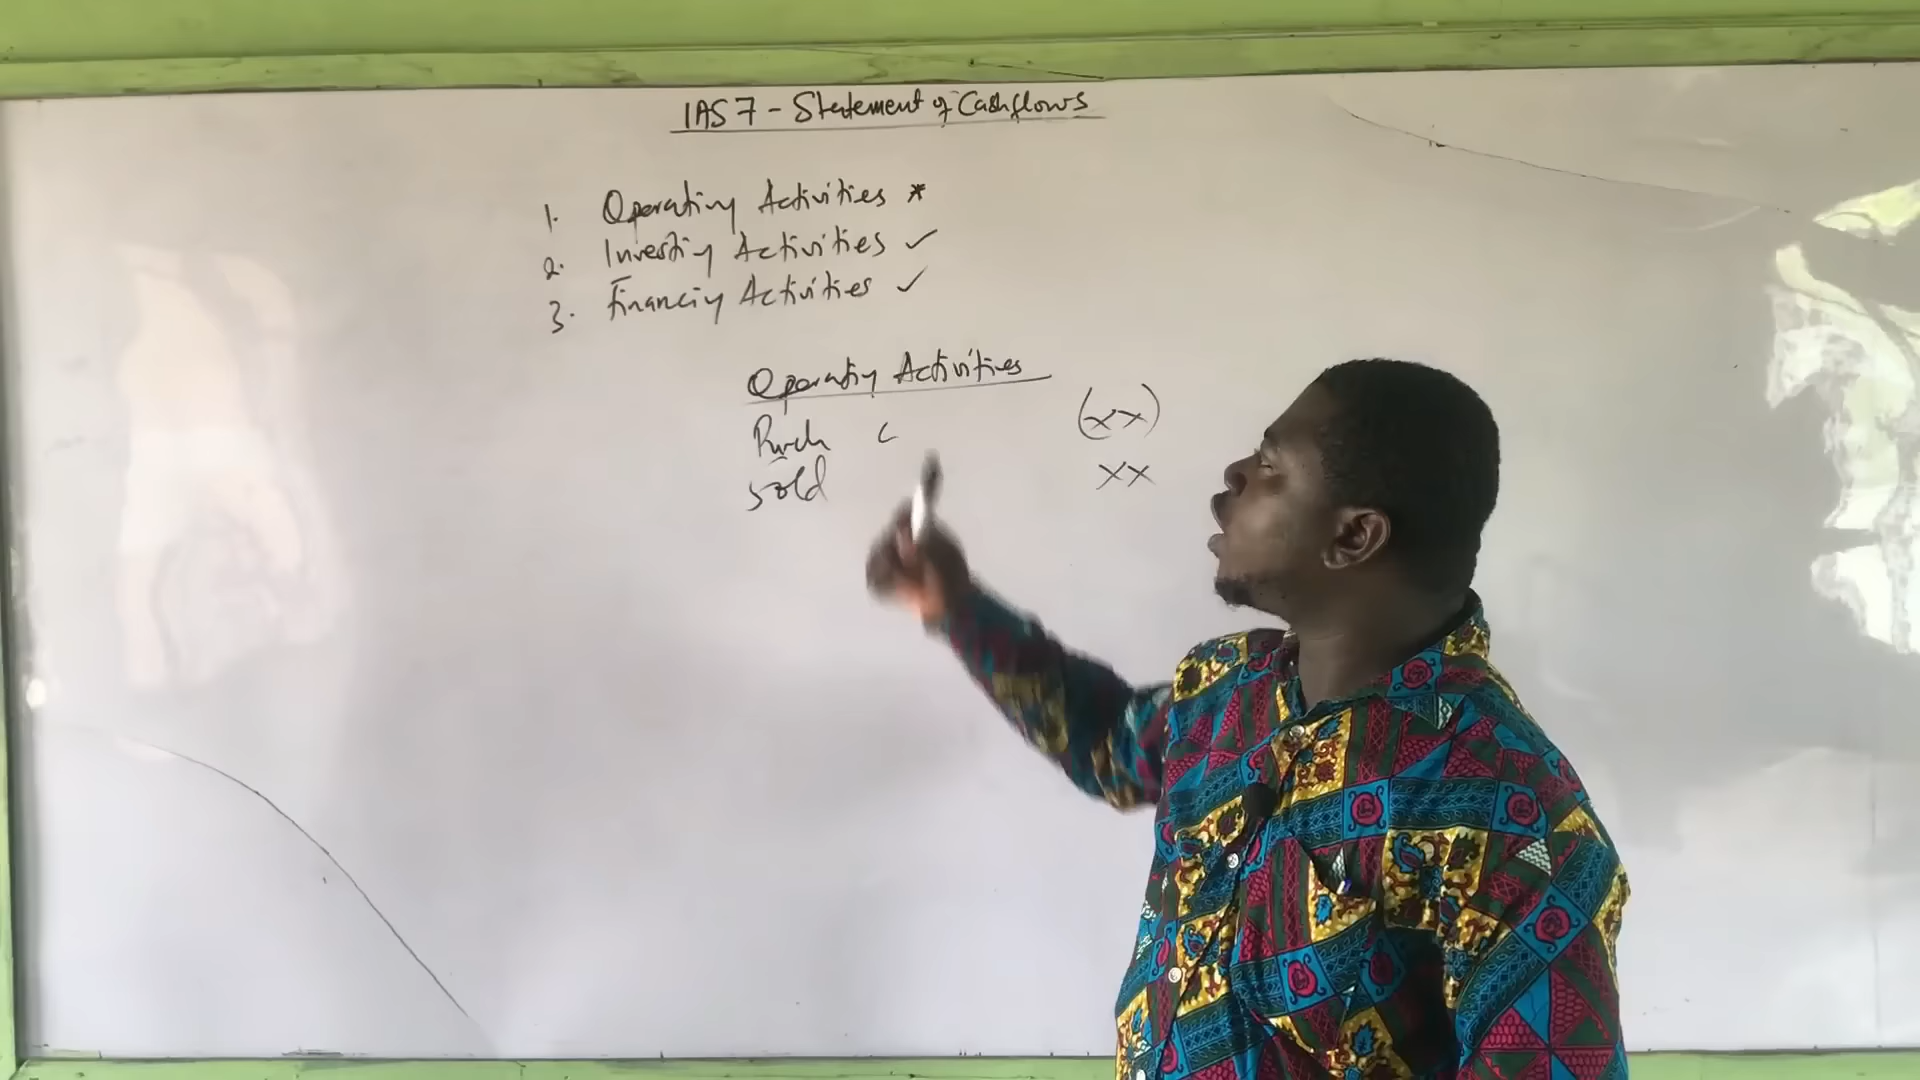 IAS 7 - Statement of Cashflows
1. Operating Activities *
2. Investing Activities ✓
3. Financing Activities ✓
Operating Activities
Purch c (xx)
sold xx